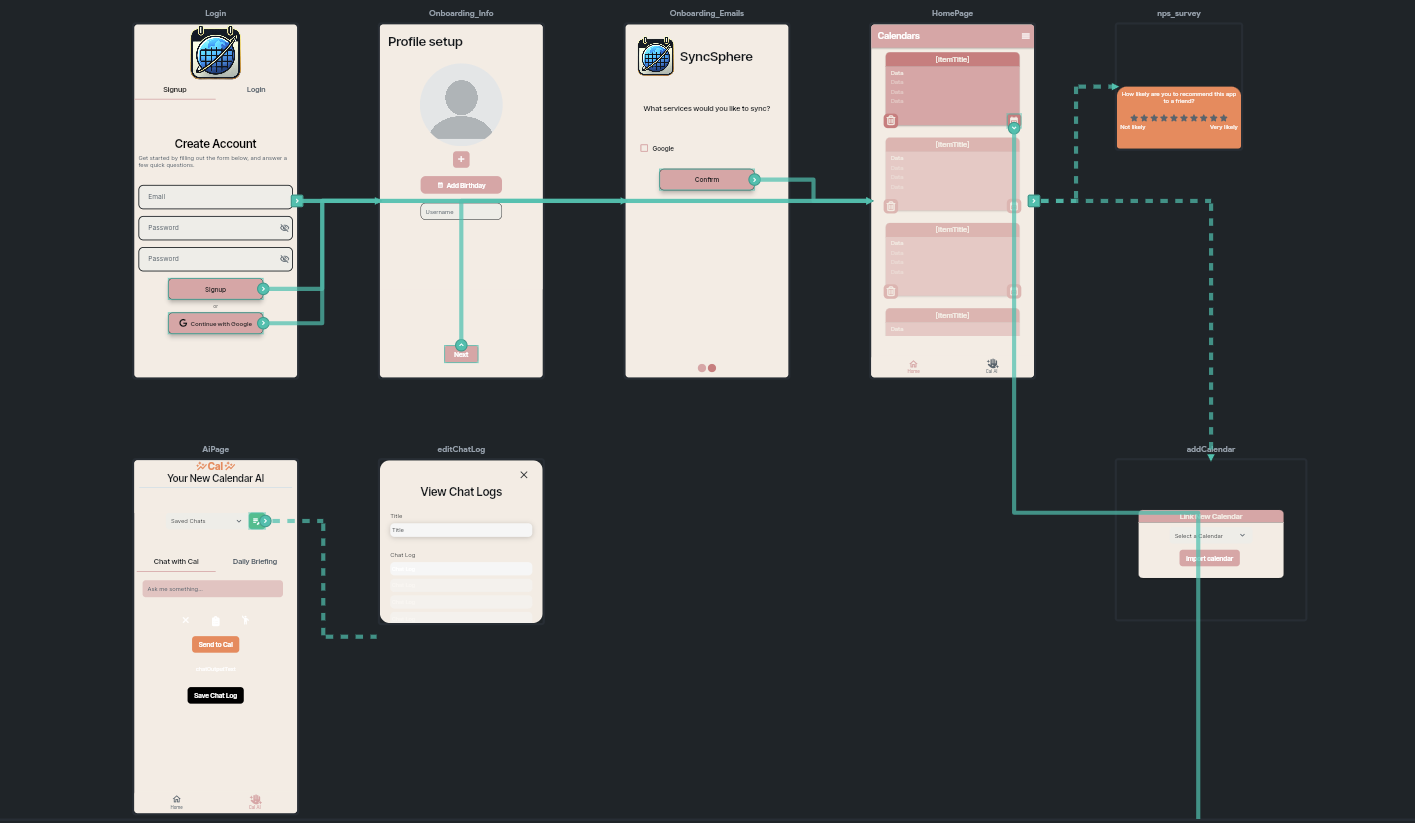 Login
Signup
Login
Create Account
Get started by filling out the form below, and answer a
few quick questions.
Email
Password
Password
Signup
or
Continue with Google
Onboarding_Info
Profile setup
+
Add Birthday
Username
Next
Onboarding_Emails
SyncSphere
What services would you like to sync?
Google
Confirm
HomePage
Calendars
[itemTitle]
Data
Data
Data
Data
[itemTitle]
Data
Data
Data
Data
[itemTitle]
Data
Data
Data
Data
[itemTitle]
Data
Home
Cal AI
nps_survey
How likely are you to recommend this app
to a friend?
Not likely
Very likely
AiPage
Cal
Your New Calendar AI
Saved Chats
Chat with Cal
Daily Briefing
Ask me something...
Send to Cal
Save Chat Log
Home
Cal AI
editChatLog
View Chat Logs
Title
Title
Chat Log
addCalendar
Link New Calendar
Select a Calendar
Import calendar